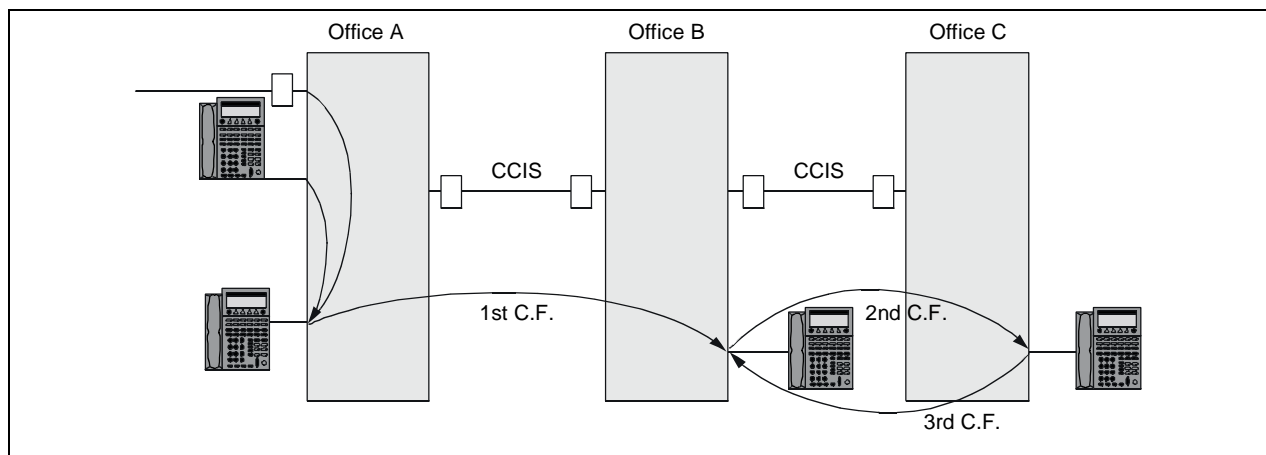 Office A
Office B
Office C
CCIS
CCIS
1st C.F.
2nd C.F.
3rd C.F.